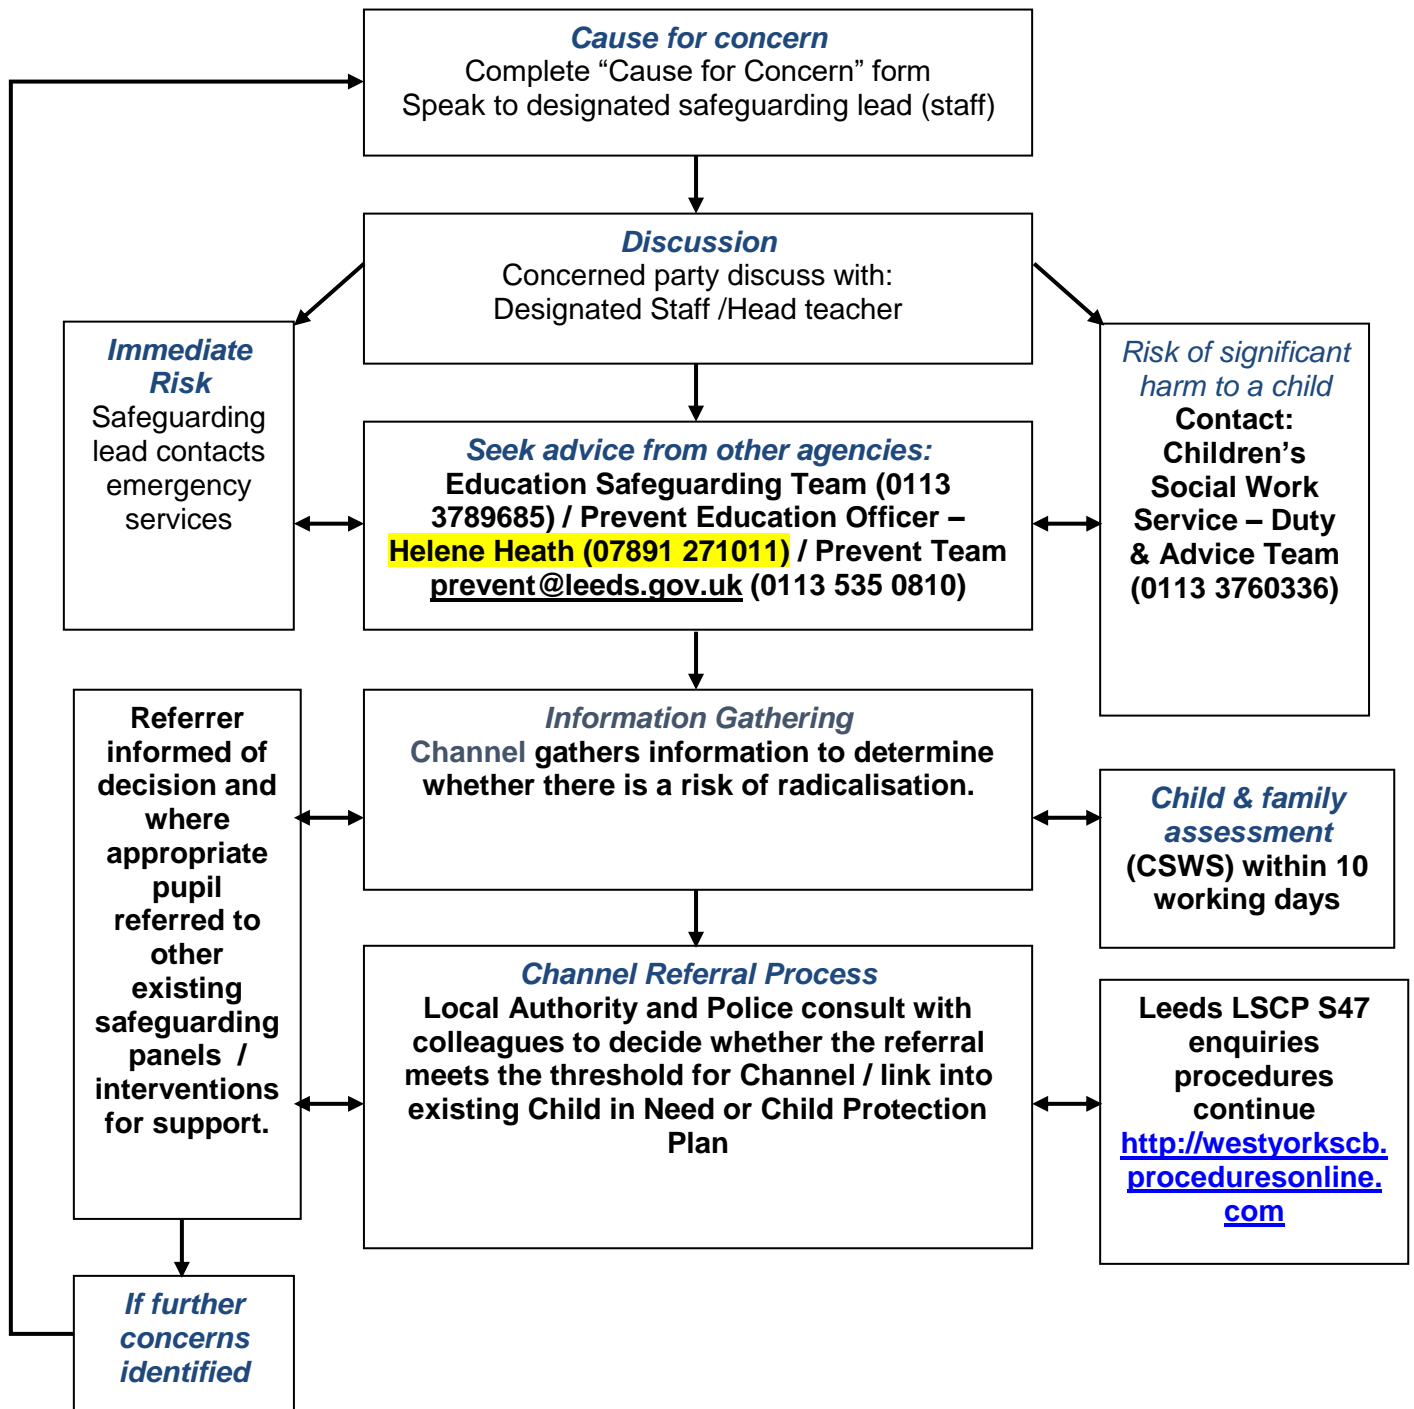 Cause for concern
Complete “Cause for Concern” form
Speak to designated safeguarding lead (staff)
Discussion
Concerned party discuss with:
Designated Staff /Head teacher
Immediate
Risk
Safeguarding
lead contacts
emergency
services
Seek advice from other agencies:
Education Safeguarding Team (0113
3789685) / Prevent Education Officer –
Helene Heath (07891 271011) / Prevent Team
prevent@leeds.gov.uk (0113 535 0810)
Risk of significant
harm to a child
Contact:
Children’s
Social Work
Service – Duty
& Advice Team
(0113 3760336)
Referrer
informed of
decision and
where
appropriate
pupil
referred to
other
existing
safeguarding
panels /
interventions
for support.
Information Gathering
Channel gathers information to determine
whether there is a risk of radicalisation.
Child & family
assessment
(CSWS) within 10
working days
Channel Referral Process
Local Authority and Police consult with
colleagues to decide whether the referral
meets the threshold for Channel / link into
existing Child in Need or Child Protection
Plan
Leeds LSCP S47
enquiries
procedures
continue
http://westyorkscb.
proceduresonline.
com
If further
concerns
identified